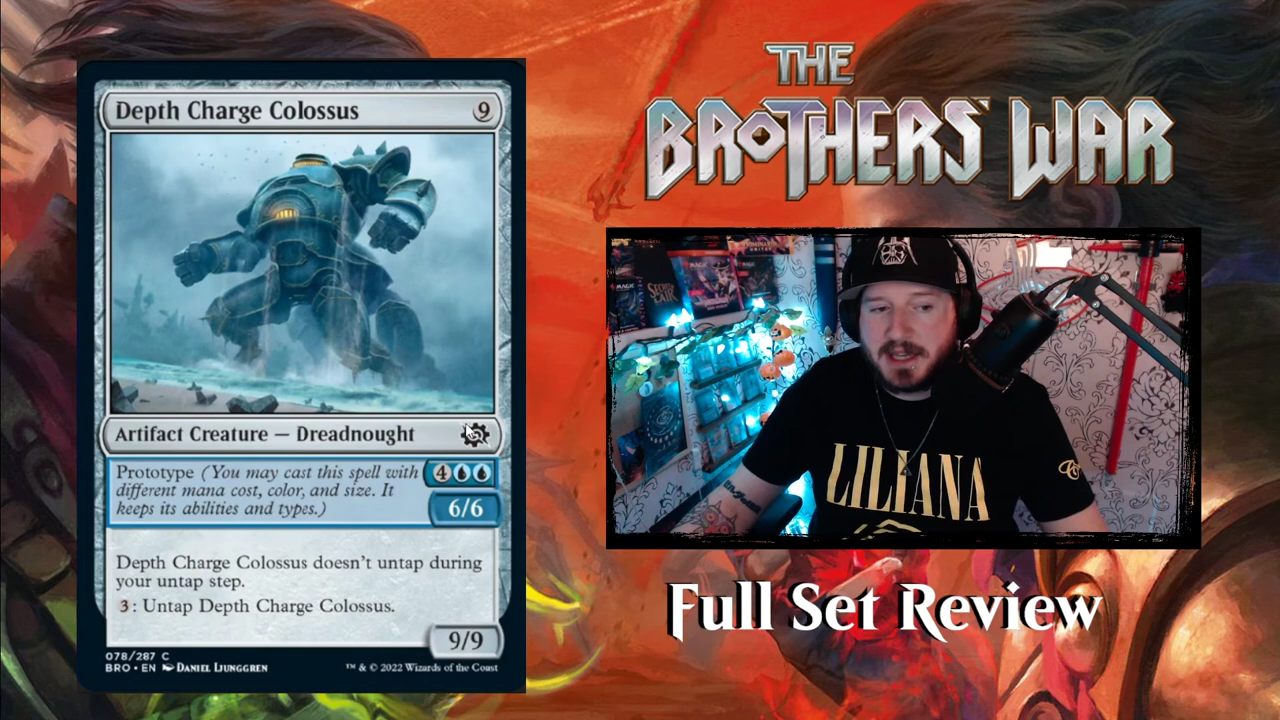 Depth Charge Colossus 9
Artifact Creature — Dreadnought
Prototype (You may cast this spell with 4
different mana cost, color, and size. It
keeps its abilities and types.)
6/6
Depth Charge Colossus doesn't untap during
your untap step.
3: Untap Depth Charge Colossus.
9/9
078/287 C
BRO • EN DANIEL LJUNGGREN
™ & © 2022 Wizards of the Coast
THE
BROTHERS' WAR
MAGIC
SECRET
LAIR
LILIANA
Full Set Review